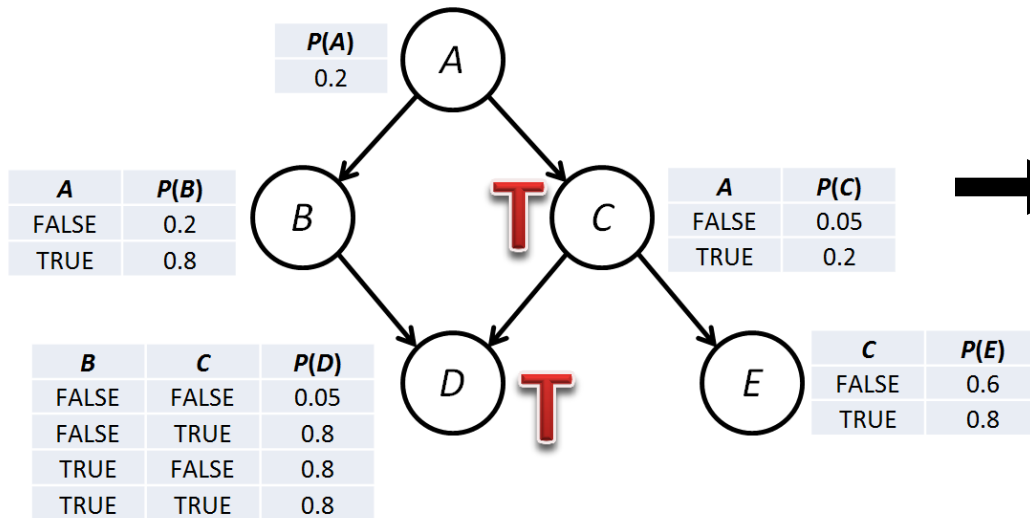 P(A)
0.2
A
A P(B)
FALSE 0.2
TRUE 0.8
B
T
C
A P(C)
FALSE 0.05
TRUE 0.2
B C P(D)
FALSE FALSE 0.05
FALSE TRUE 0.8
TRUE FALSE 0.8
TRUE TRUE 0.8
D
T
E
C P(E)
FALSE 0.6
TRUE 0.8